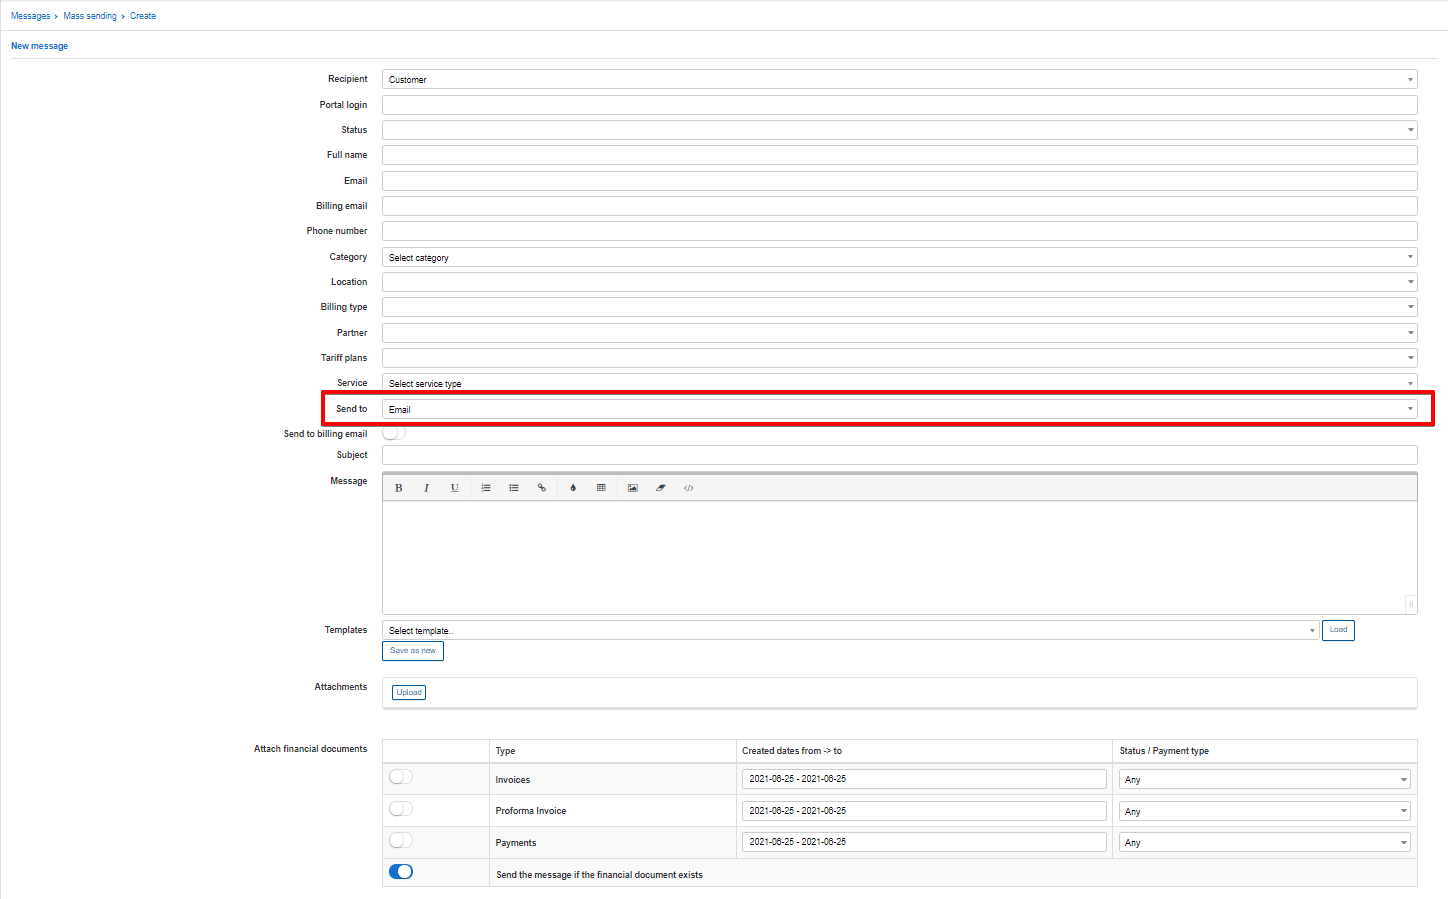 Messages › Mass sending › Create
New message
Recipient Customer
Portal login
Status
Full name
Email
Billing email
Phone number
Category Select category
Location
Billing type
Partner
Tariff plans
Service Select service type
Send to Email
Send to billing email
Subject
Message
B I U </>
0
Templates Select template.. Load
Save as new
Attachments Upload
Attach financial documents Type Created dates from -> to Status / Payment type
Invoices 2021-06-25 - 2021-06-25 Any
Proforma Invoice 2021-06-25 - 2021-06-25 Any
Payments 2021-06-25 - 2021-06-25 Any
Send the message if the financial document exists